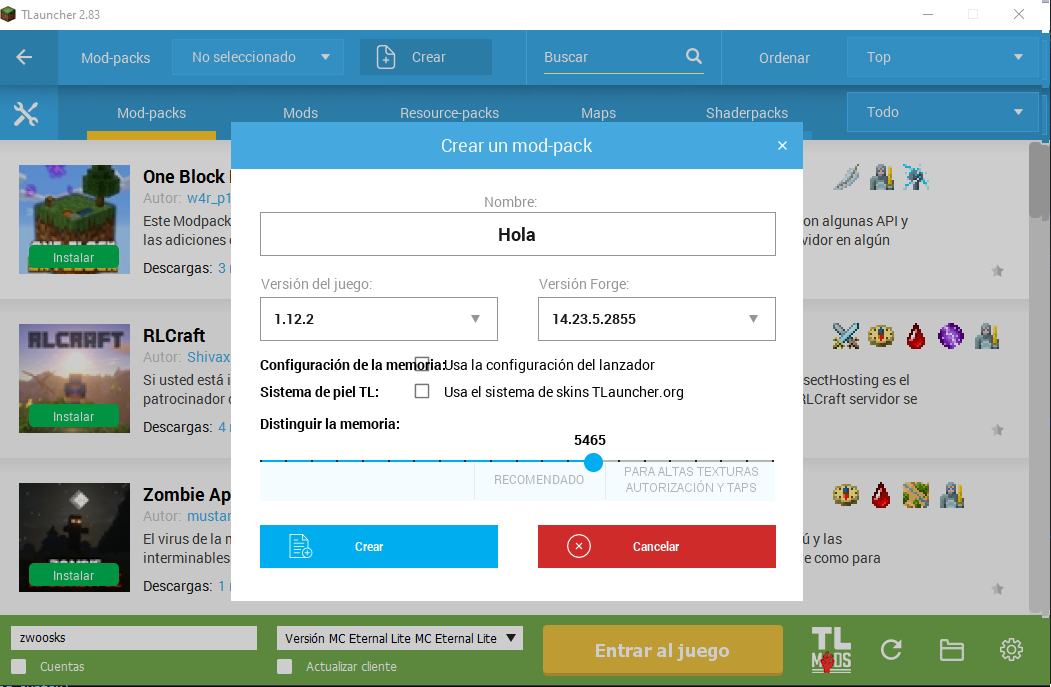 TLauncher 2.83
Mod-packs
No seleccionado
Crear
Buscar
Ordenar
Top
Mod-packs
Mods
Resource-packs
Maps
Shaderpacks
Todo
Crear un mod-pack
Nombre:
Hola
Versión del juego:
Versión Forge:
1.12.2
14.23.5.2855
Configuración de la memoria:
Usa la configuración del lanzador
Sistema de piel TL:
Usa el sistema de skins TLauncher.org
Distinguir la memoria:
5465
RECOMENDADO
PARA ALTAS TEXTURAS
AUTORIZACIÓN Y TAPS
Crear
Cancelar
One Block
Autor: w4r_p1
Este Modpack
on algunas API y
las adiciones
vidor en algún
Instalar
Descargas: 3
RLCRAFT
RLCraft
Autor: Shivax
Si usted está
sectHosting es el
patrocinador
RLCraft servidor se
Instalar
Descargas: 4
Zombie Ap
Autor: mustar
El virus de la
ú y las
interminables
e como para
Instalar
Descargas: 1
zwoosks
Versión MC Eternal Lite MC Eternal Lite
Cuentas
Actualizar cliente
Entrar al juego
TL
MODS